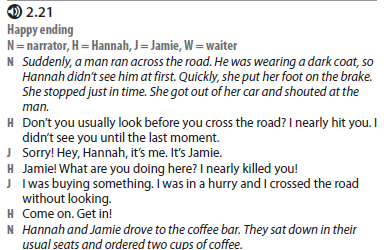 2.21
Happy ending
N = narrator, H = Hannah, J = Jamie, W = waiter
N Suddenly, a man ran across the road. He was wearing a dark coat, so
Hannah didn't see him at first. Quickly, she put her foot on the brake.
She stopped just in time. She got out of her car and shouted at the
man.
H Don't you usually look before you cross the road? I nearly hit you. I
didn't see you until the last moment.
J Sorry! Hey, Hannah, it's me. It's Jamie.
H Jamie! What are you doing here? I nearly killed you!
J I was buying something. I was in a hurry and I crossed the road
without looking.
H Come on. Get in!
N Hannah and Jamie drove to the coffee bar. They sat down in their
usual seats and ordered two cups of coffee.